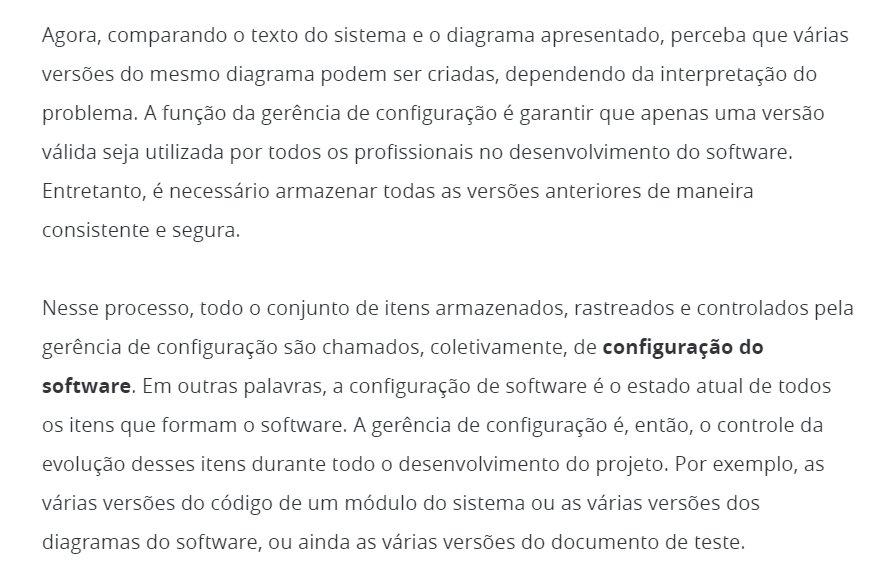 Agora, comparando o texto do sistema e o diagrama apresentado, perceba que várias
versões do mesmo diagrama podem ser criadas, dependendo da interpretação do
problema. A função da gerência de configuração é garantir que apenas uma versão
válida seja utilizada por todos os profissionais no desenvolvimento do software.
Entretanto, é necessário armazenar todas as versões anteriores de maneira
consistente e segura.
Nesse processo, todo o conjunto de itens armazenados, rastreados e controlados pela
gerência de configuração são chamados, coletivamente, de configuração do
software. Em outras palavras, a configuração de software é o estado atual de todos
os itens que formam o software. A gerência de configuração é, então, o controle da
evolução desses itens durante todo o desenvolvimento do projeto. Por exemplo, as
várias versões do código de um módulo do sistema ou as várias versões dos
diagramas do software, ou ainda as várias versões do documento de teste.